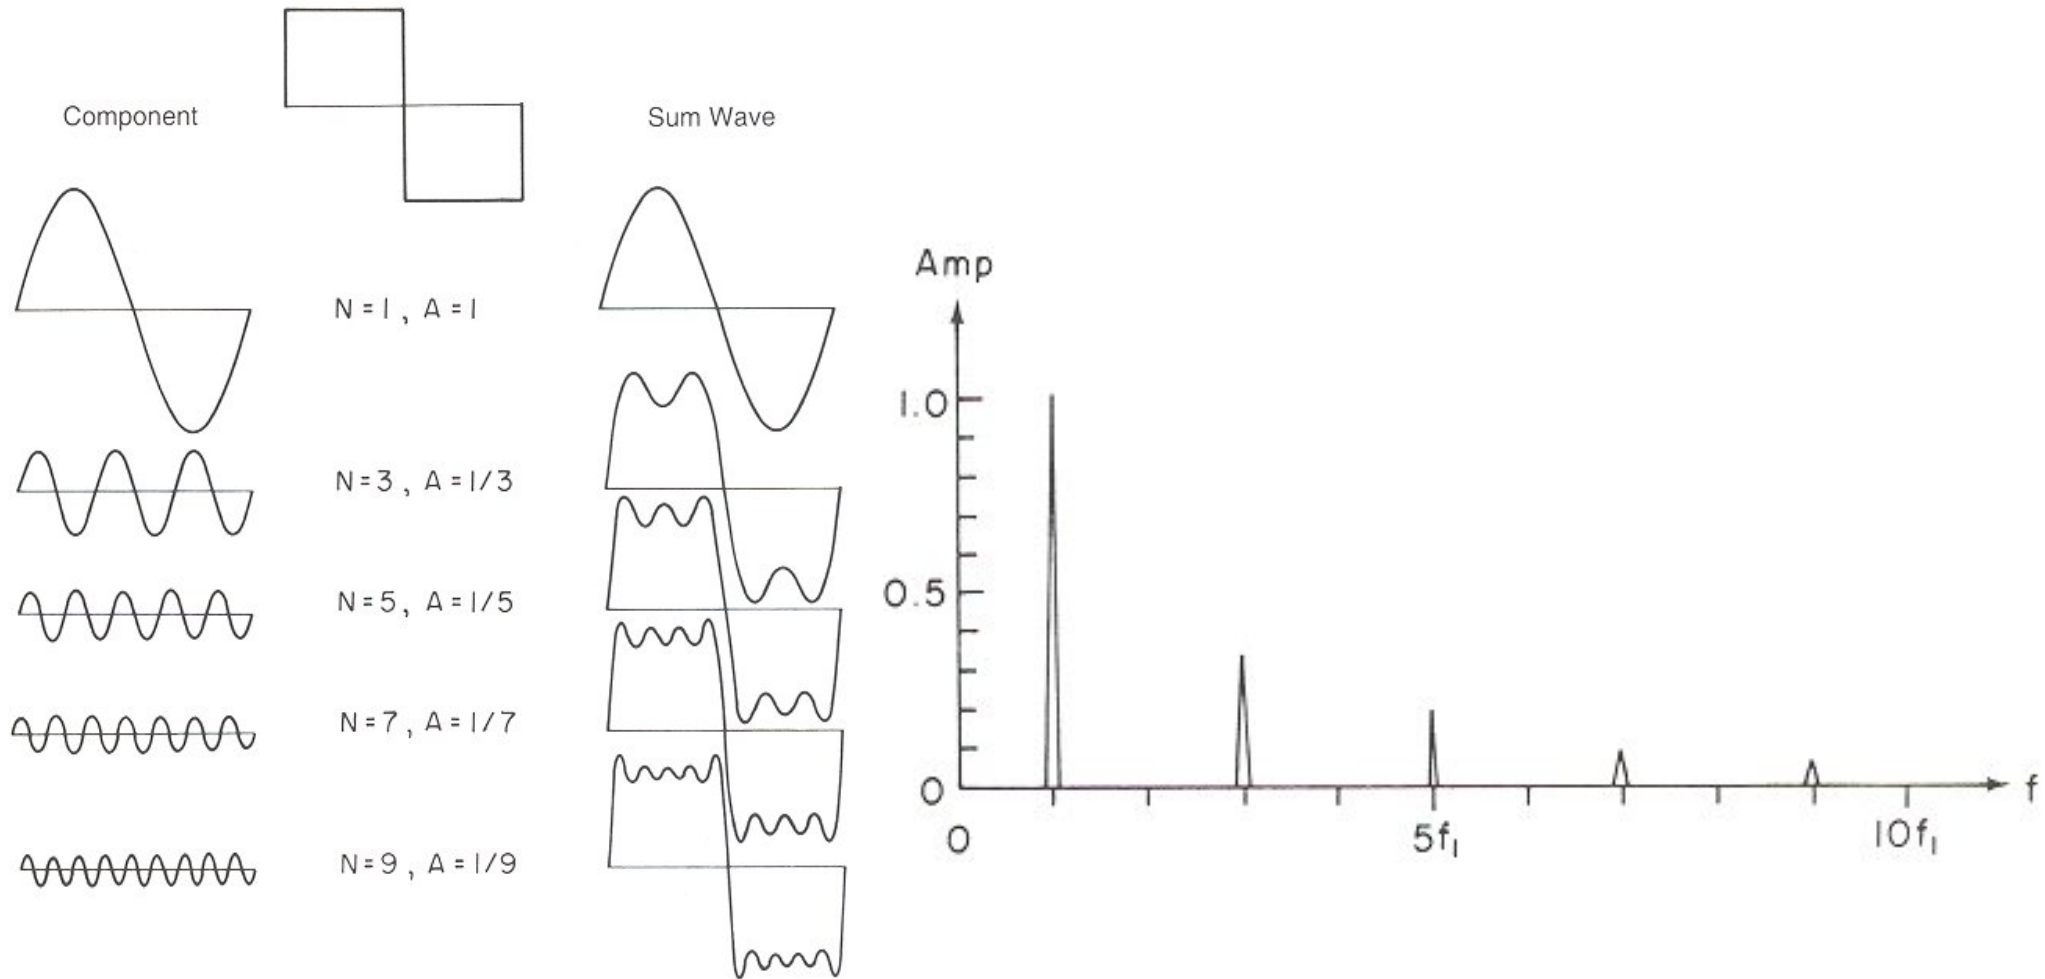 Component
Sum Wave
N=1, A=1
N=3, A=1/3
N=5, A=1/5
N=7, A=1/7
N=9, A=1/9
Amp
1.0
0.5
0
0
5f₁
10f₁
f